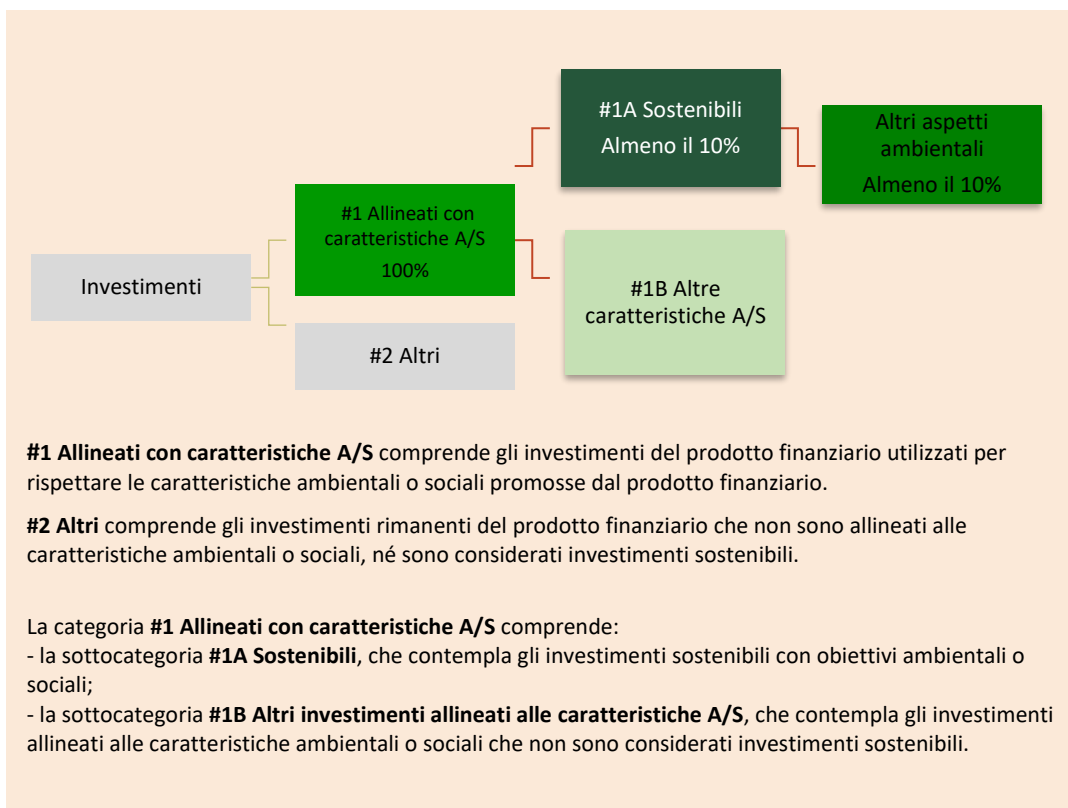 #1A Sostenibili
Almeno il 10%
Altri aspetti
ambientali
Almeno il 10%
#1 Allineati con
caratteristiche A/S
100%
Investimenti
#1B Altre
caratteristiche A/S
#2 Altri
#1 Allineati con caratteristiche A/S comprende gli investimenti del prodotto finanziario utilizzati per
rispettare le caratteristiche ambientali o sociali promosse dal prodotto finanziario.
#2 Altri comprende gli investimenti rimanenti del prodotto finanziario che non sono allineati alle
caratteristiche ambientali o sociali, né sono considerati investimenti sostenibili.
La categoria #1 Allineati con caratteristiche A/S comprende:
- la sottocategoria #1A Sostenibili, che contempla gli investimenti sostenibili con obiettivi ambientali o
sociali;
- la sottocategoria #1B Altri investimenti allineati alle caratteristiche A/S, che contempla gli investimenti
allineati alle caratteristiche ambientali o sociali che non sono considerati investimenti sostenibili.